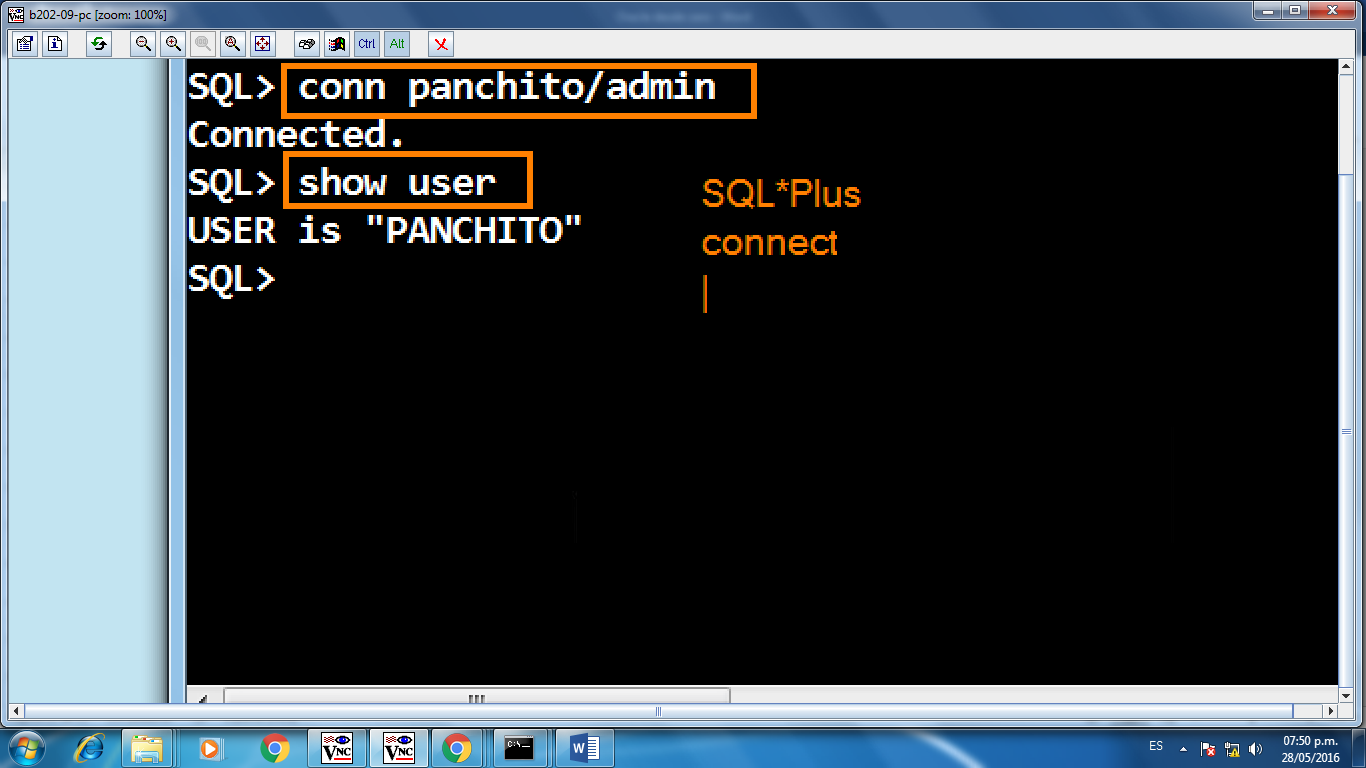 b202-09-pc [zoom: 100%]
Ctrl Alt
SQL> conn panchito/admin
Connected.
SQL> show user
USER is "PANCHITO"
SQL>
SQL*Plus
connect
C:\
ES
07:50 p.m.
28/05/2016